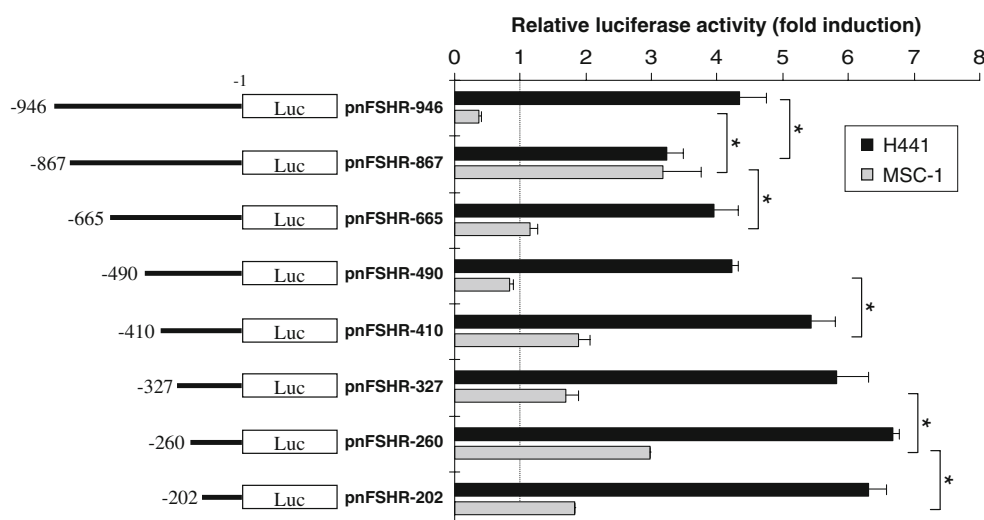 Relative luciferase activity (fold induction)
0 1 2 3 4 5 6 7 8
-1
-946 Luc pnFSHR-946
*
*
-867 Luc pnFSHR-867
H441
MSC-1
*
-665 Luc pnFSHR-665
-490 Luc pnFSHR-490
*
-410 Luc pnFSHR-410
-327 Luc pnFSHR-327
*
-260 Luc pnFSHR-260
*
-202 Luc pnFSHR-202